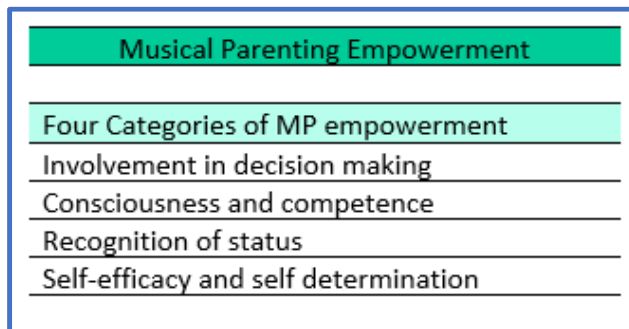 Musical Parenting Empowerment
Four Categories of MP empowerment
Involvement in decision making
Consciousness and competence
Recognition of status
Self-efficacy and self determination